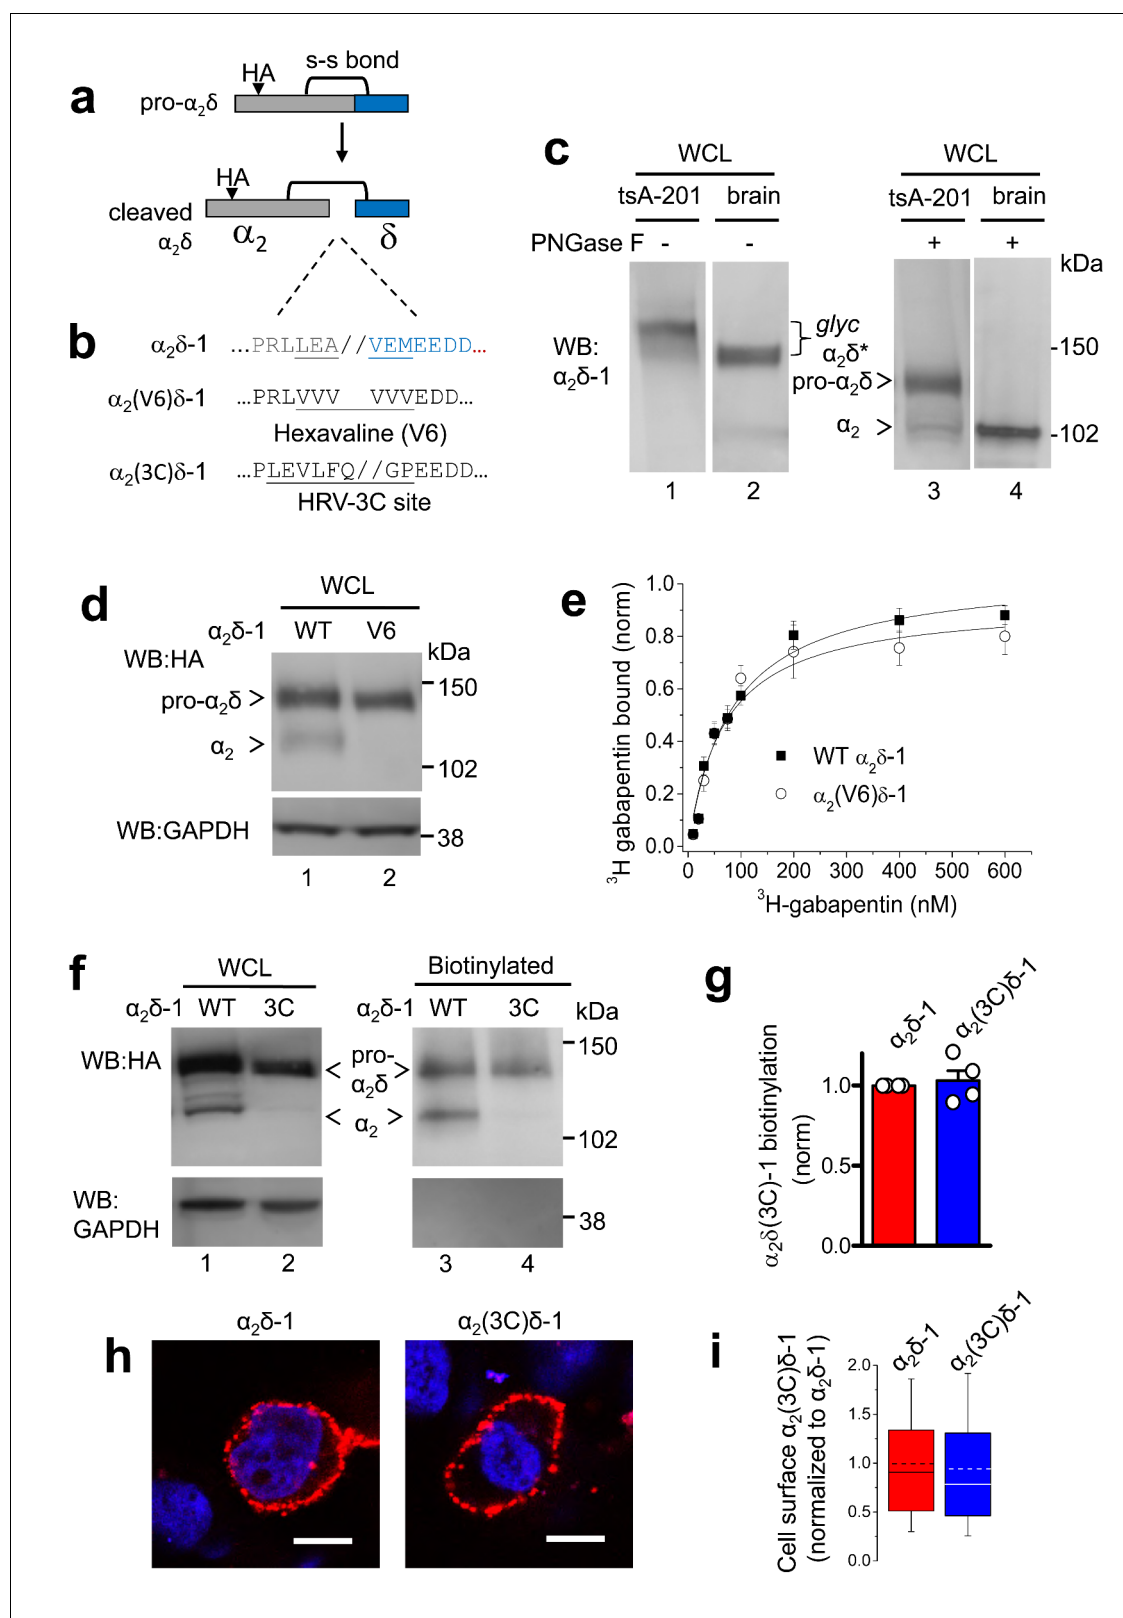 a
HA
s-s bond
pro-α₂δ
HA
cleaved
α₂δ
α₂
δ
b
α₂δ-1
...PRLLLEA//VEMEEDD...
α₂(V6)δ-1
...PRLVVV VVVEDD...
Hexavaline (V6)
α₂(3C)δ-1
...PLEVLFQ//GPEEDD...
HRV-3C site
c
WCL
WCL
tsA-201 brain
tsA-201 brain
PNGase F - -
+ +
kDa
WB:
α₂δ-1
glyc
α₂δ*
pro-α₂δ >
α₂ >
-150
-102
1 2
3 4
d
WCL
α₂δ-1 WT V6
WB:HA
kDa
pro-α₂δ >
α₂ >
150
102
WB:GAPDH
38
1 2
e
³H gabapentin bound (norm)
1.0
0.8
0.6
0.4
0.2
0.0
WT α₂δ-1
α₂(V6)δ-1
0 100 200 300 400 500 600
³H-gabapentin (nM)
f
WCL
Biotinylated
α₂δ-1 WT 3C
α₂δ-1 WT 3C
kDa
WB:HA
< pro- >
α₂δ
< α₂ >
150
102
WB:
GAPDH
38
1 2
3 4
g
α₂δ-1
α₂(3C)δ-1
α₂δ(3C)-1 biotinylation
(norm)
1.0
0.5
0.0
h
α₂δ-1
α₂(3C)δ-1
i
α₂δ-1
α₂(3C)δ-1
Cell surface α₂(3C)δ-1
(normalized to α₂δ-1)
2.0
1.5
1.0
0.5
0.0